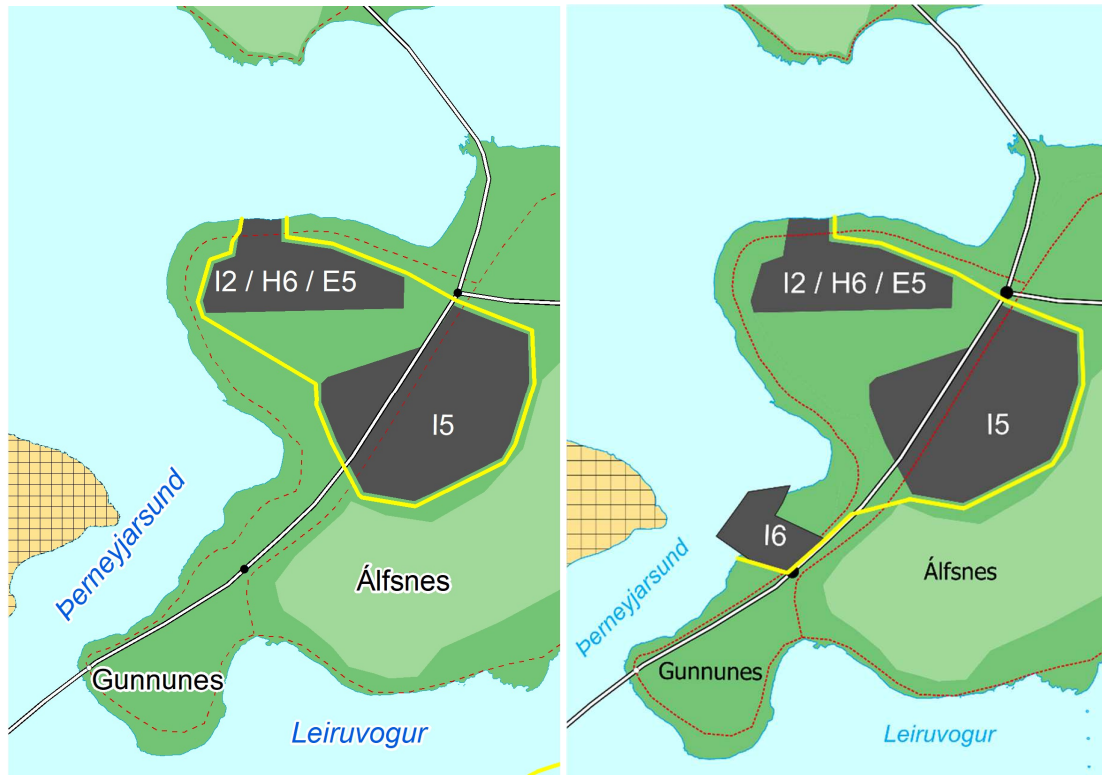 I2 / H6 / E5
I5
Þerneyjarsund
Álfsnes
Gunnunes
Leiruvogur
I2 / H6 / E5
I5
I6
Þerneyjarsund
Álfsnes
Gunnunes
Leiruvogur